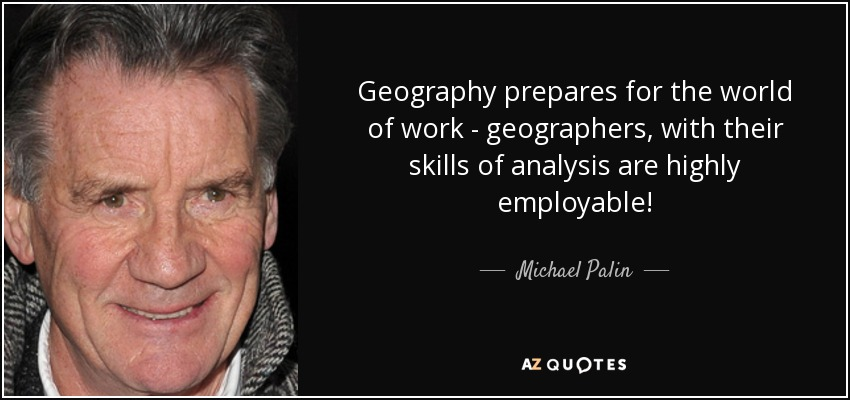 Geography prepares for the world
of work - geographers, with their
skills of analysis are highly
employable!
Michael Palin
AZ QUOTES